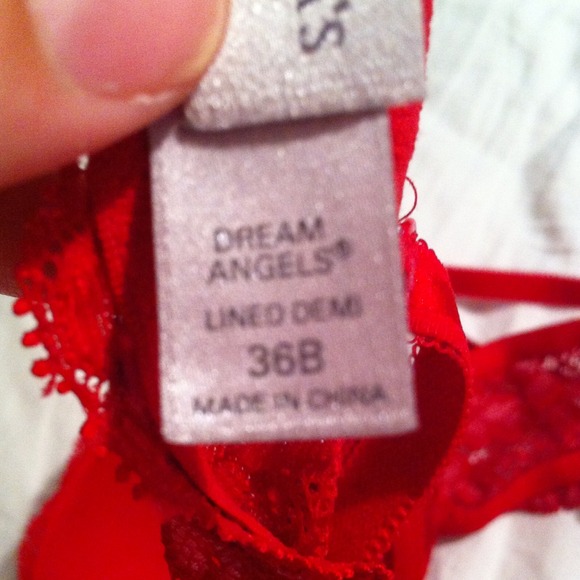 's
DREAM
ANGELS®
LINED DEMI
36B
MADE IN CHINA